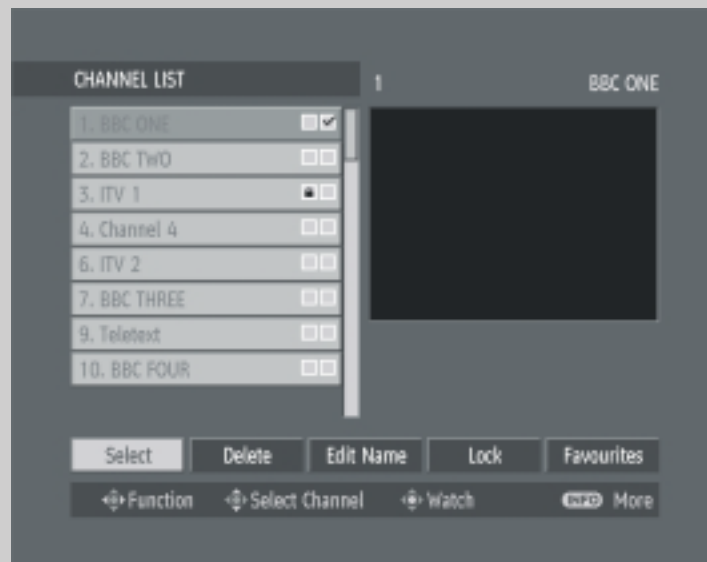 CHANNEL LIST
1 BBC ONE
1. BBC ONE
2. BBC TWO
3. ITV 1
4. Channel 4
6. ITV 2
7. BBC THREE
9. Teletext
10. BBC FOUR
Select Delete Edit Name Lock Favourites
Function Select Channel Watch INFO More